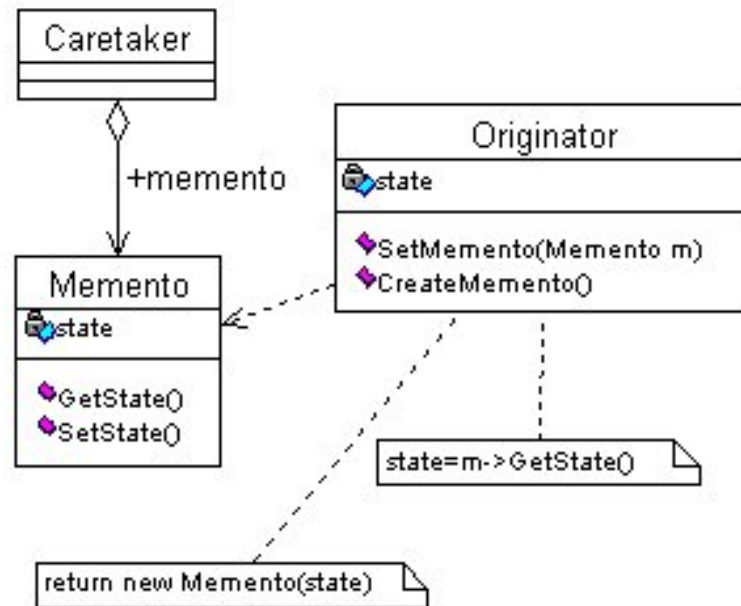 Caretaker
+memento
Originator
state
SetMemento(Memento m)
CreateMemento()
Memento
state
GetState()
SetState()
state=m->GetState()
return new Memento(state)